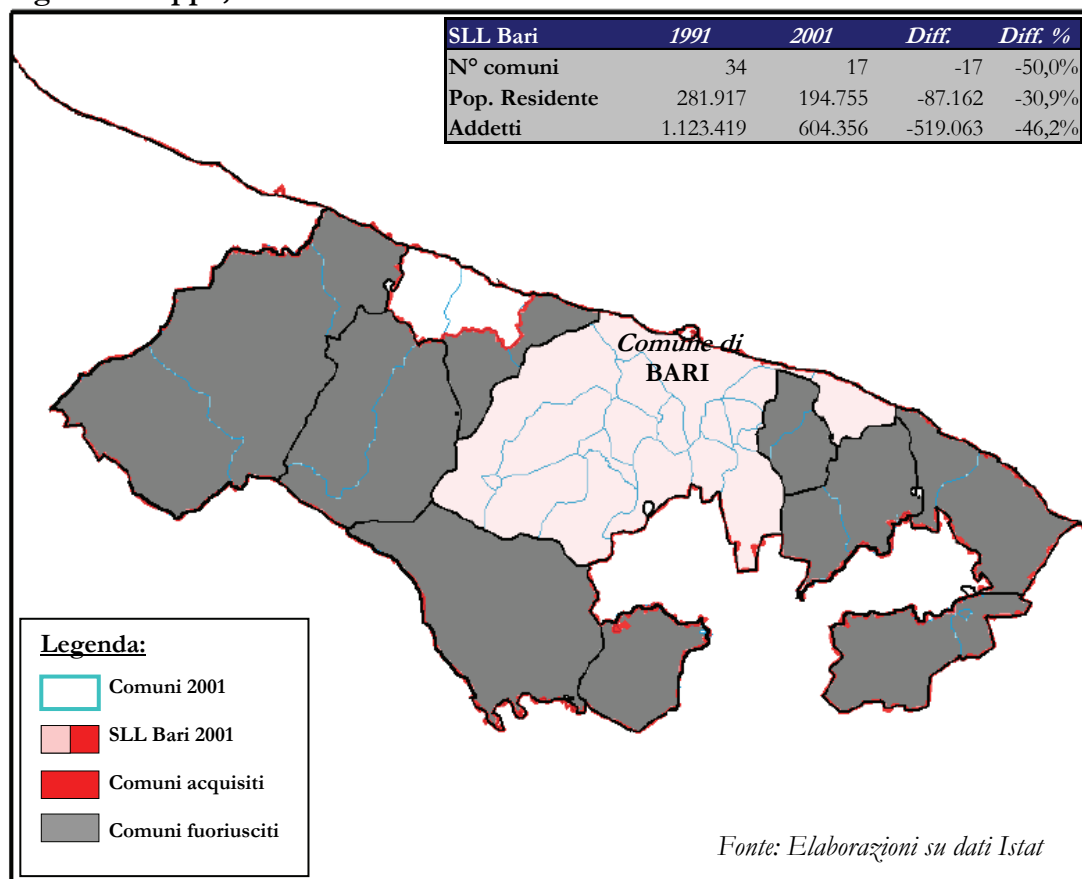 SLL Bari 1991 2001 Diff. Diff. %
N° comuni 34 17 -17 -50,0%
Pop. Residente 281.917 194.755 -87.162 -30,9%
Addetti 1.123.419 604.356 -519.063 -46,2%
Comune di
BARI
Legenda:
Comuni 2001
SLL Bari 2001
Comuni acquisiti
Comuni fuoriusciti
Fonte: Elaborazioni su dati Istat